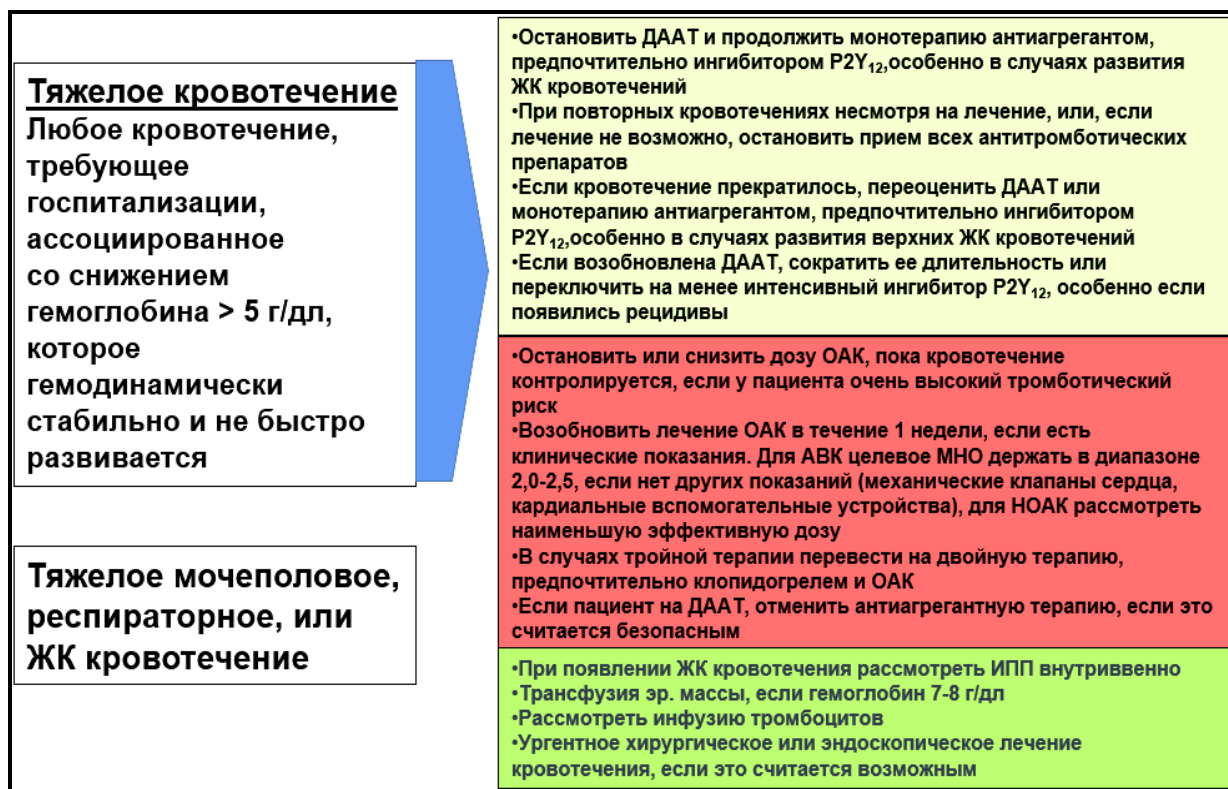 Тяжелое кровотечение
Любое кровотечение,
требующее
госпитализации,
ассоциированное
со снижением
гемоглобина > 5 г/дл,
которое
гемодинамически
стабильно и не быстро
развивается
Тяжелое мочеполовое,
респираторное, или
ЖК кровотечение
•Остановить ДААТ и продолжить монотерапию антиагрегантом,
предпочтительно ингибитором P2Y₁₂,особенно в случаях развития
ЖК кровотечений
•При повторных кровотечениях несмотря на лечение, или, если
лечение не возможно, остановить прием всех антитромботических
препаратов
•Если кровотечение прекратилось, переоценить ДААТ или
монотерапию антиагрегантом, предпочтительно ингибитором
P2Y₁₂,особенно в случаях развития верхних ЖК кровотечений
•Если возобновлена ДААТ, сократить ее длительность или
переключить на менее интенсивный ингибитор P2Y₁₂, особенно если
появились рецидивы
•Остановить или снизить дозу ОАК, пока кровотечение
контролируется, если у пациента очень высокий тромботический
риск
•Возобновить лечение ОАК в течение 1 недели, если есть
клинические показания. Для АВК целевое МНО держать в диапазоне
2,0-2,5, если нет других показаний (механические клапаны сердца,
кардиальные вспомогательные устройства), для НОАК рассмотреть
наименьшую эффективную дозу
•В случаях тройной терапии перевести на двойную терапию,
предпочтительно клопидогрелем и ОАК
•Если пациент на ДААТ, отменить антиагрегантную терапию, если это
считается безопасным
•При появлении ЖК кровотечения рассмотреть ИПП внутриввенно
•Трансфузия эр. массы, если гемоглобин 7-8 г/дл
•Рассмотреть инфузию тромбоцитов
•Ургентное хирургическое или эндоскопическое лечение
кровотечения, если это считается возможным